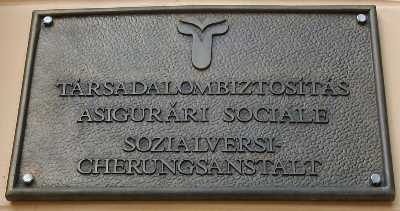 TÁRSADALOMBIZTOSÍTÁS
ASIGURĂRI SOCIALE
SOZIALVERSI-
CHERUNGSANSTALT